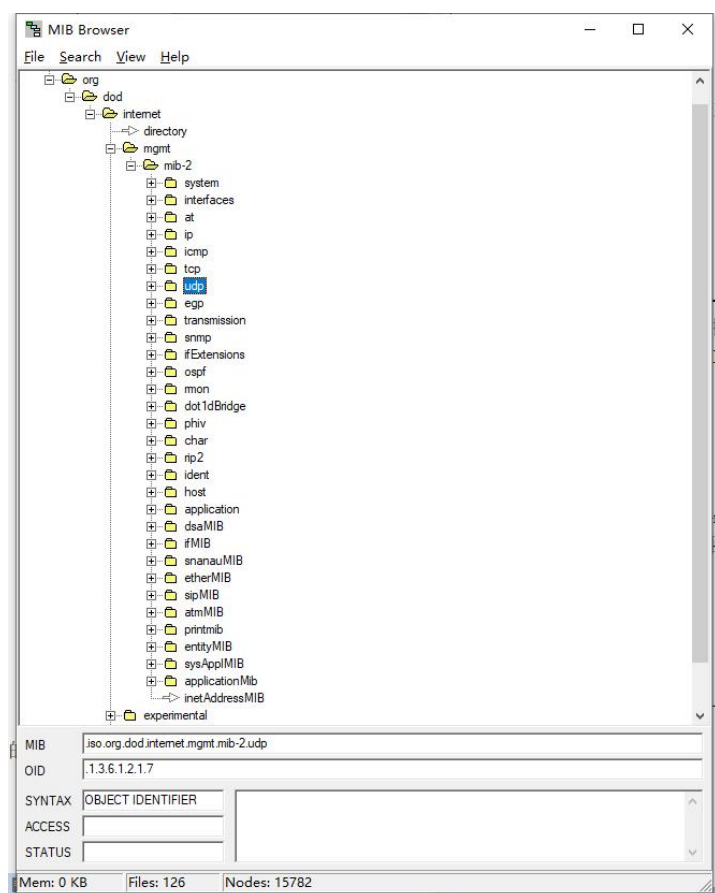 MIB Browser
File Search View Help
org
dod
internet
directory
mgmt
mib-2
system
interfaces
at
ip
icmp
tcp
udp
egp
transmission
snmp
ifExtensions
ospf
rmon
dot1dBridge
phiv
char
rip2
ident
host
application
dsaMIB
ifMIB
snanauMIB
etherMIB
sipMIB
atmMIB
printmib
entityMIB
sysApplMIB
applicationMib
inetAddressMIB
experimental
MIB .iso.org.dod.internet.mgmt.mib-2.udp
OID .1.3.6.1.2.1.7
SYNTAX OBJECT IDENTIFIER
ACCESS
STATUS
Mem: 0 KB Files: 126 Nodes: 15782